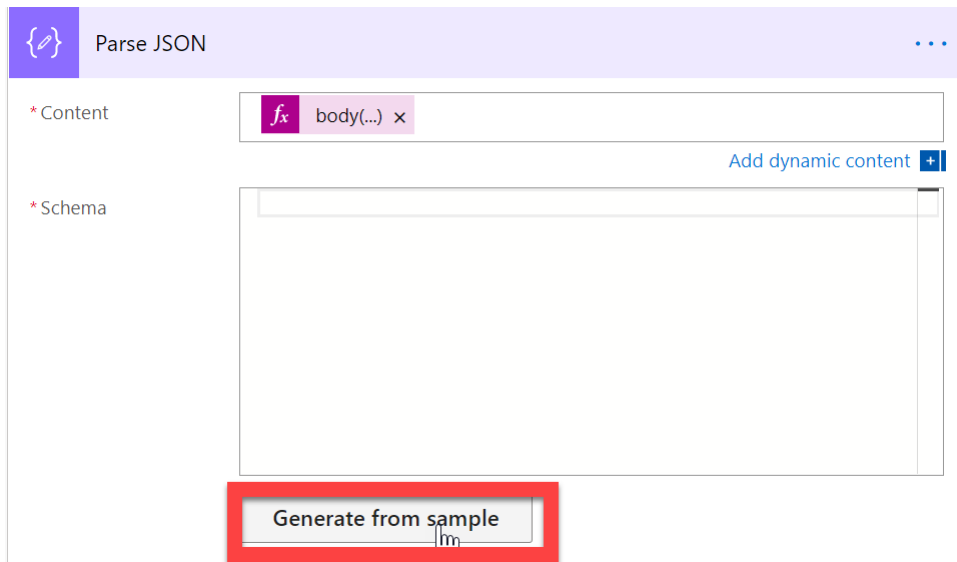 Parse JSON
* Content
fx body(...) ×
Add dynamic content +
* Schema
Generate from sample